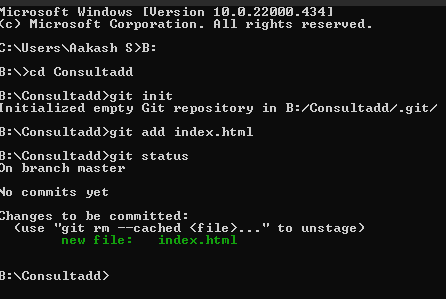 Microsoft Windows [Version 10.0.22000.434]
(c) Microsoft Corporation. All rights reserved.
C:\Users\Aakash S>B:
B:\>cd Consultadd
B:\Consultadd>git init
Initialized empty Git repository in B:/Consultadd/.git/
B:\Consultadd>git add index.html
B:\Consultadd>git status
On branch master
No commits yet
Changes to be committed:
(use "git rm --cached <file>..." to unstage)
new file: index.html
B:\Consultadd>